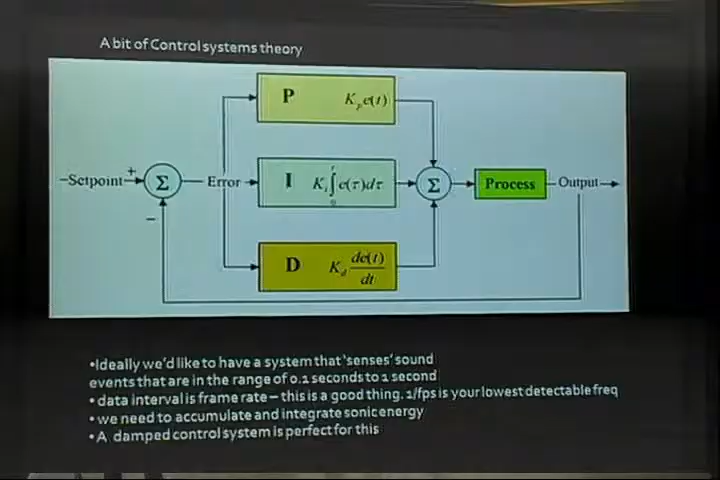 A bit of Control systems theory
P K_p e(t)
-Setpoint + Σ Error I K_i ∫_0^t e(τ)dτ Σ Process Output
−
D K_d de(t)/dt
•Ideally we'd like to have a system that 'senses' sound
events that are in the range of 0.1 seconds to 1 second
• data interval is frame rate – this is a good thing. 1/fps is your lowest detectable freq
• we need to accumulate and integrate sonic energy
•A damped control system is perfect for this